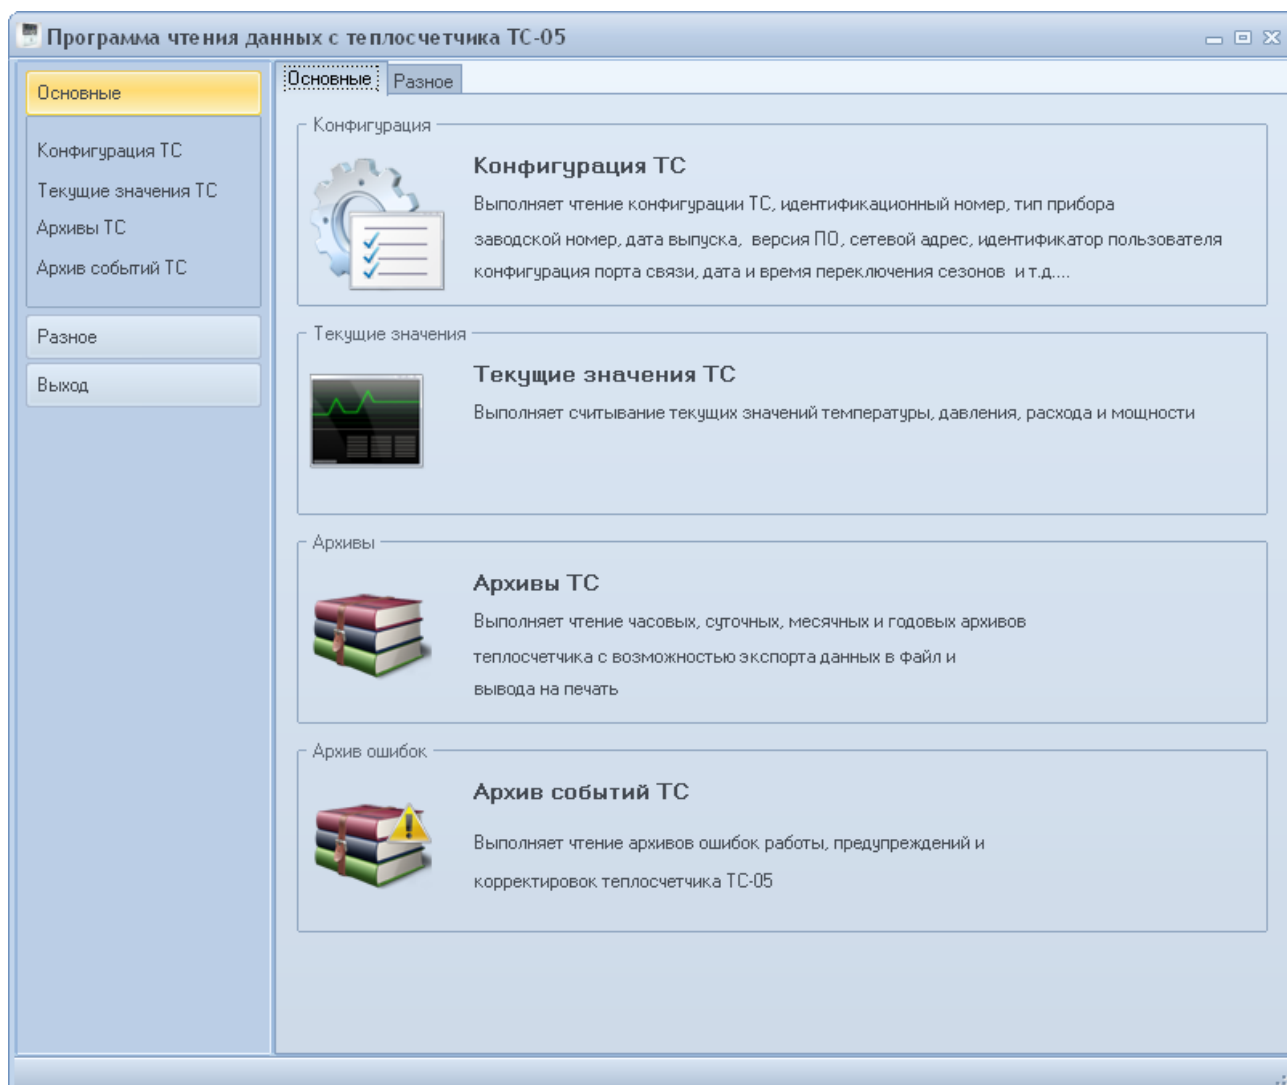 Программа чтения данных с теплосчетчика ТС-05
Основные
Конфигурация ТС
Текущие значения ТС
Архивы ТС
Архив событий ТС
Разное
Выход
Основные Разное
Конфигурация
Конфигурация ТС
Выполняет чтение конфигурации ТС, идентификационный номер, тип прибора
заводской номер, дата выпуска, версия ПО, сетевой адрес, идентификатор пользователя
конфигурация порта связи, дата и время переключения сезонов и т.д....
Текущие значения
Текущие значения ТС
Выполняет считывание текущих значений температуры, давления, расхода и мощности
Архивы
Архивы ТС
Выполняет чтение часовых, суточных, месячных и годовых архивов
теплосчетчика с возможностью экспорта данных в файл и
вывода на печать
Архив ошибок
Архив событий ТС
Выполняет чтение архивов ошибок работы, предупреждений и
корректировок теплосчетчика ТС-05